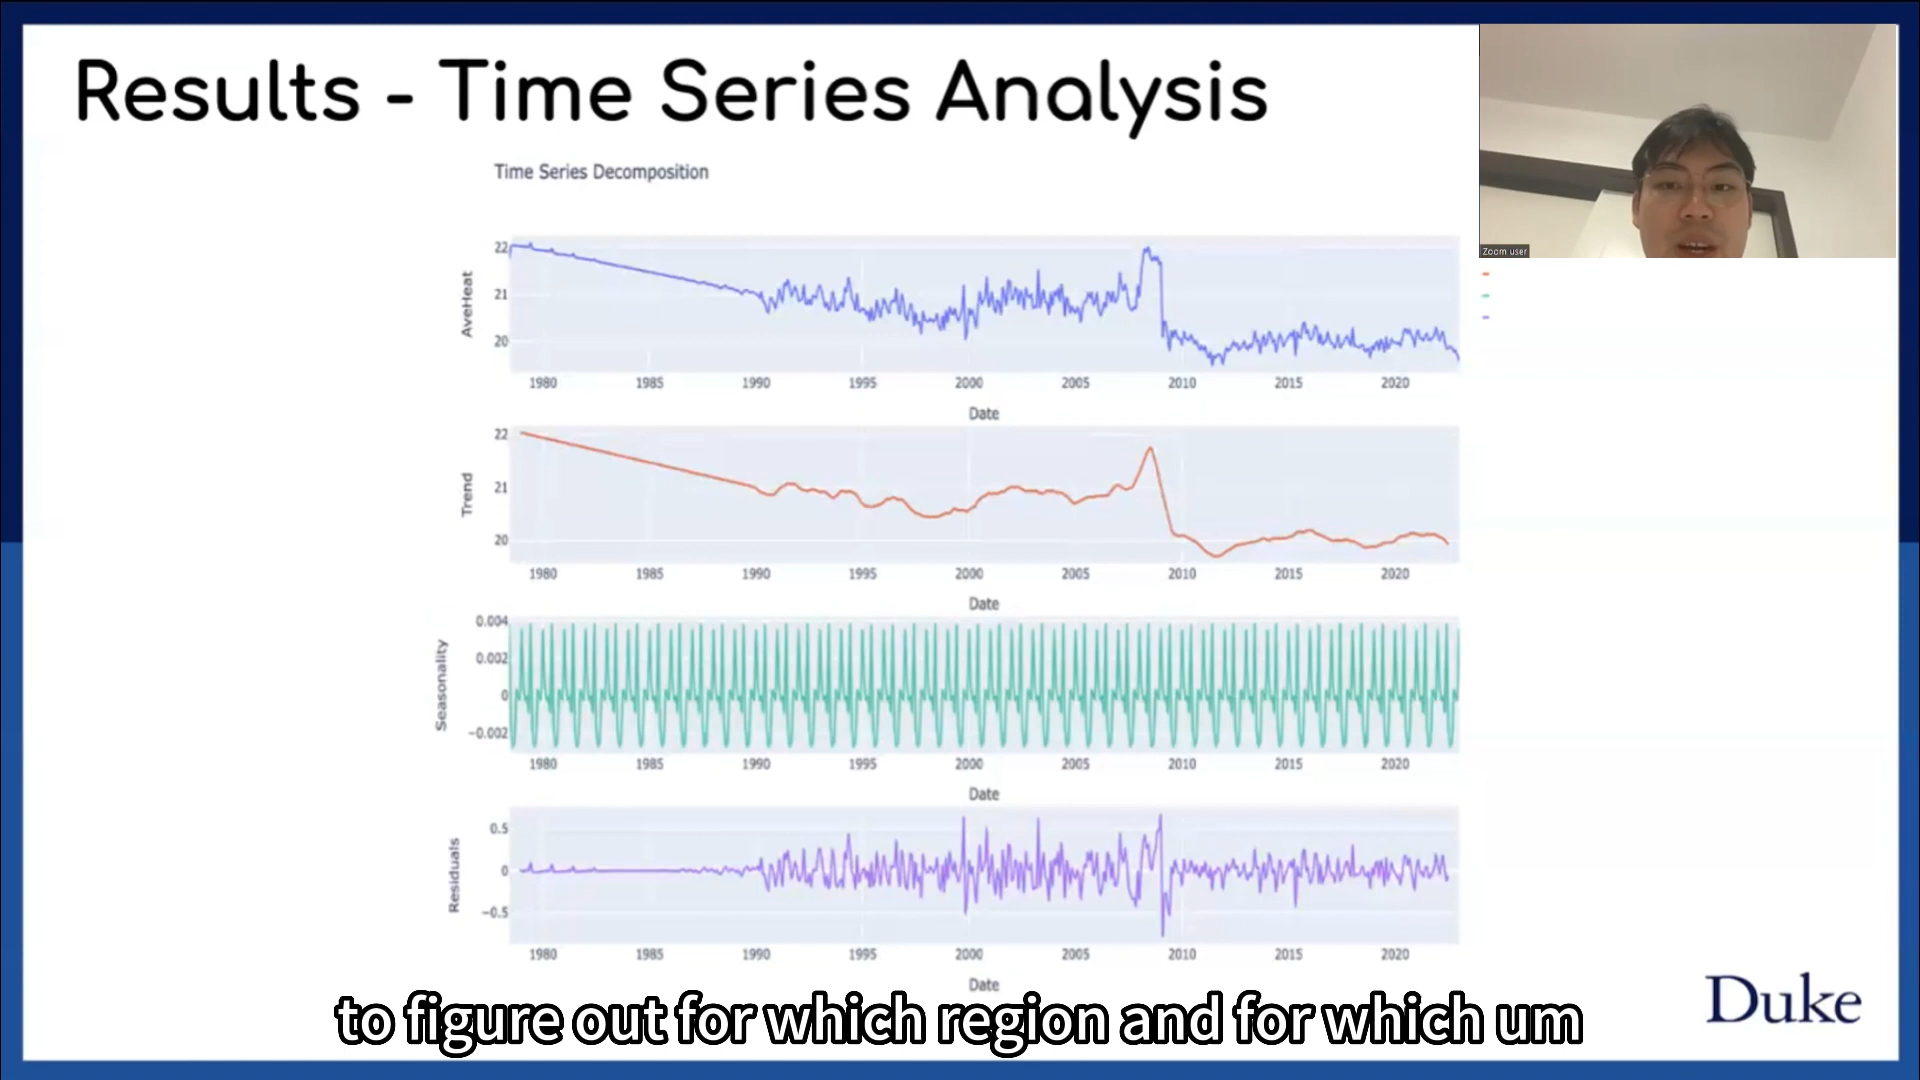 Results - Time Series Analysis
Time Series Decomposition
Zoom user
22
21
20
AveHeat
1980 1985 1990 1995 2000 2005 2010 2015 2020
Date
22
21
20
Trend
1980 1985 1990 1995 2000 2005 2010 2015 2020
Date
0.004
0.002
0
−0.002
Seasonality
1980 1985 1990 1995 2000 2005 2010 2015 2020
Date
0.5
0
−0.5
Residuals
1980 1985 1990 1995 2000 2005 2010 2015 2020
Date
Duke
to figure out for which region and for which um